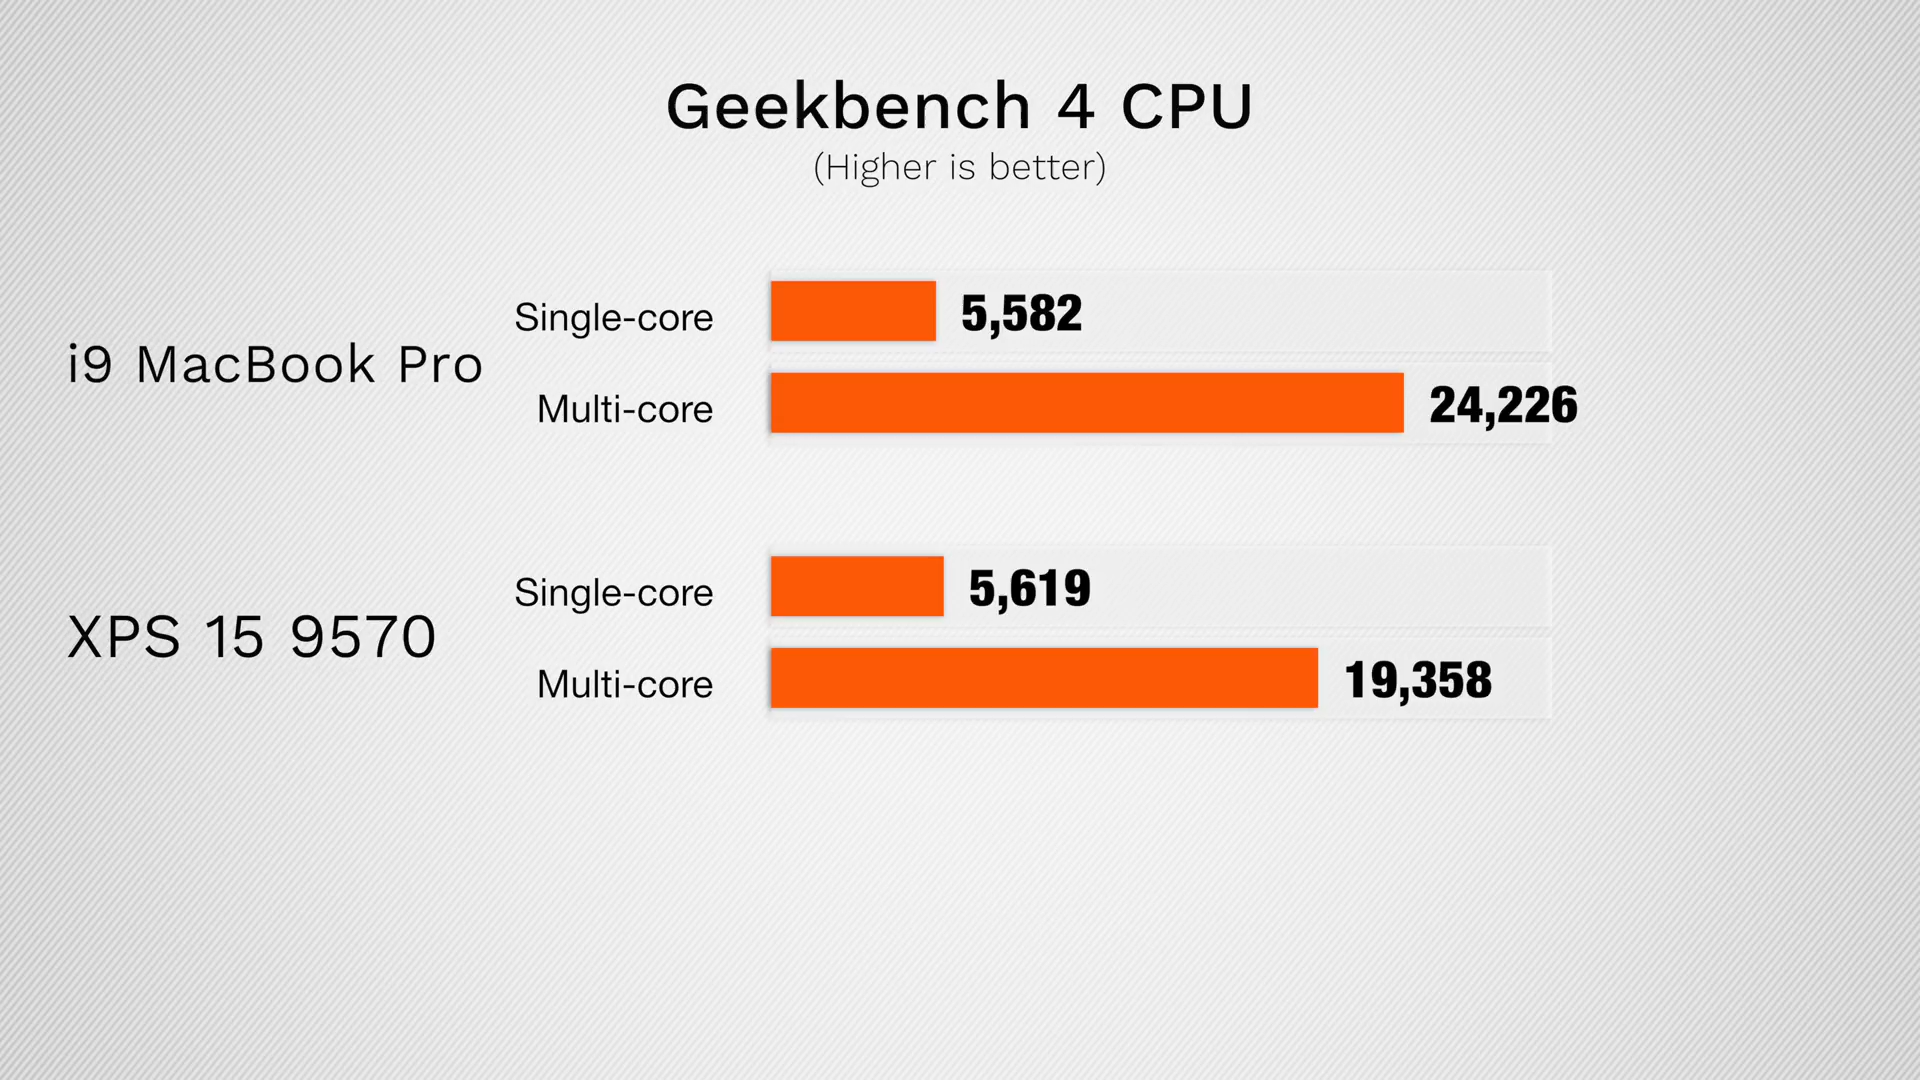 Geekbench 4 CPU
(Higher is better)
i9 MacBook Pro
Single-core 5,582
Multi-core 24,226
XPS 15 9570
Single-core 5,619
Multi-core 19,358